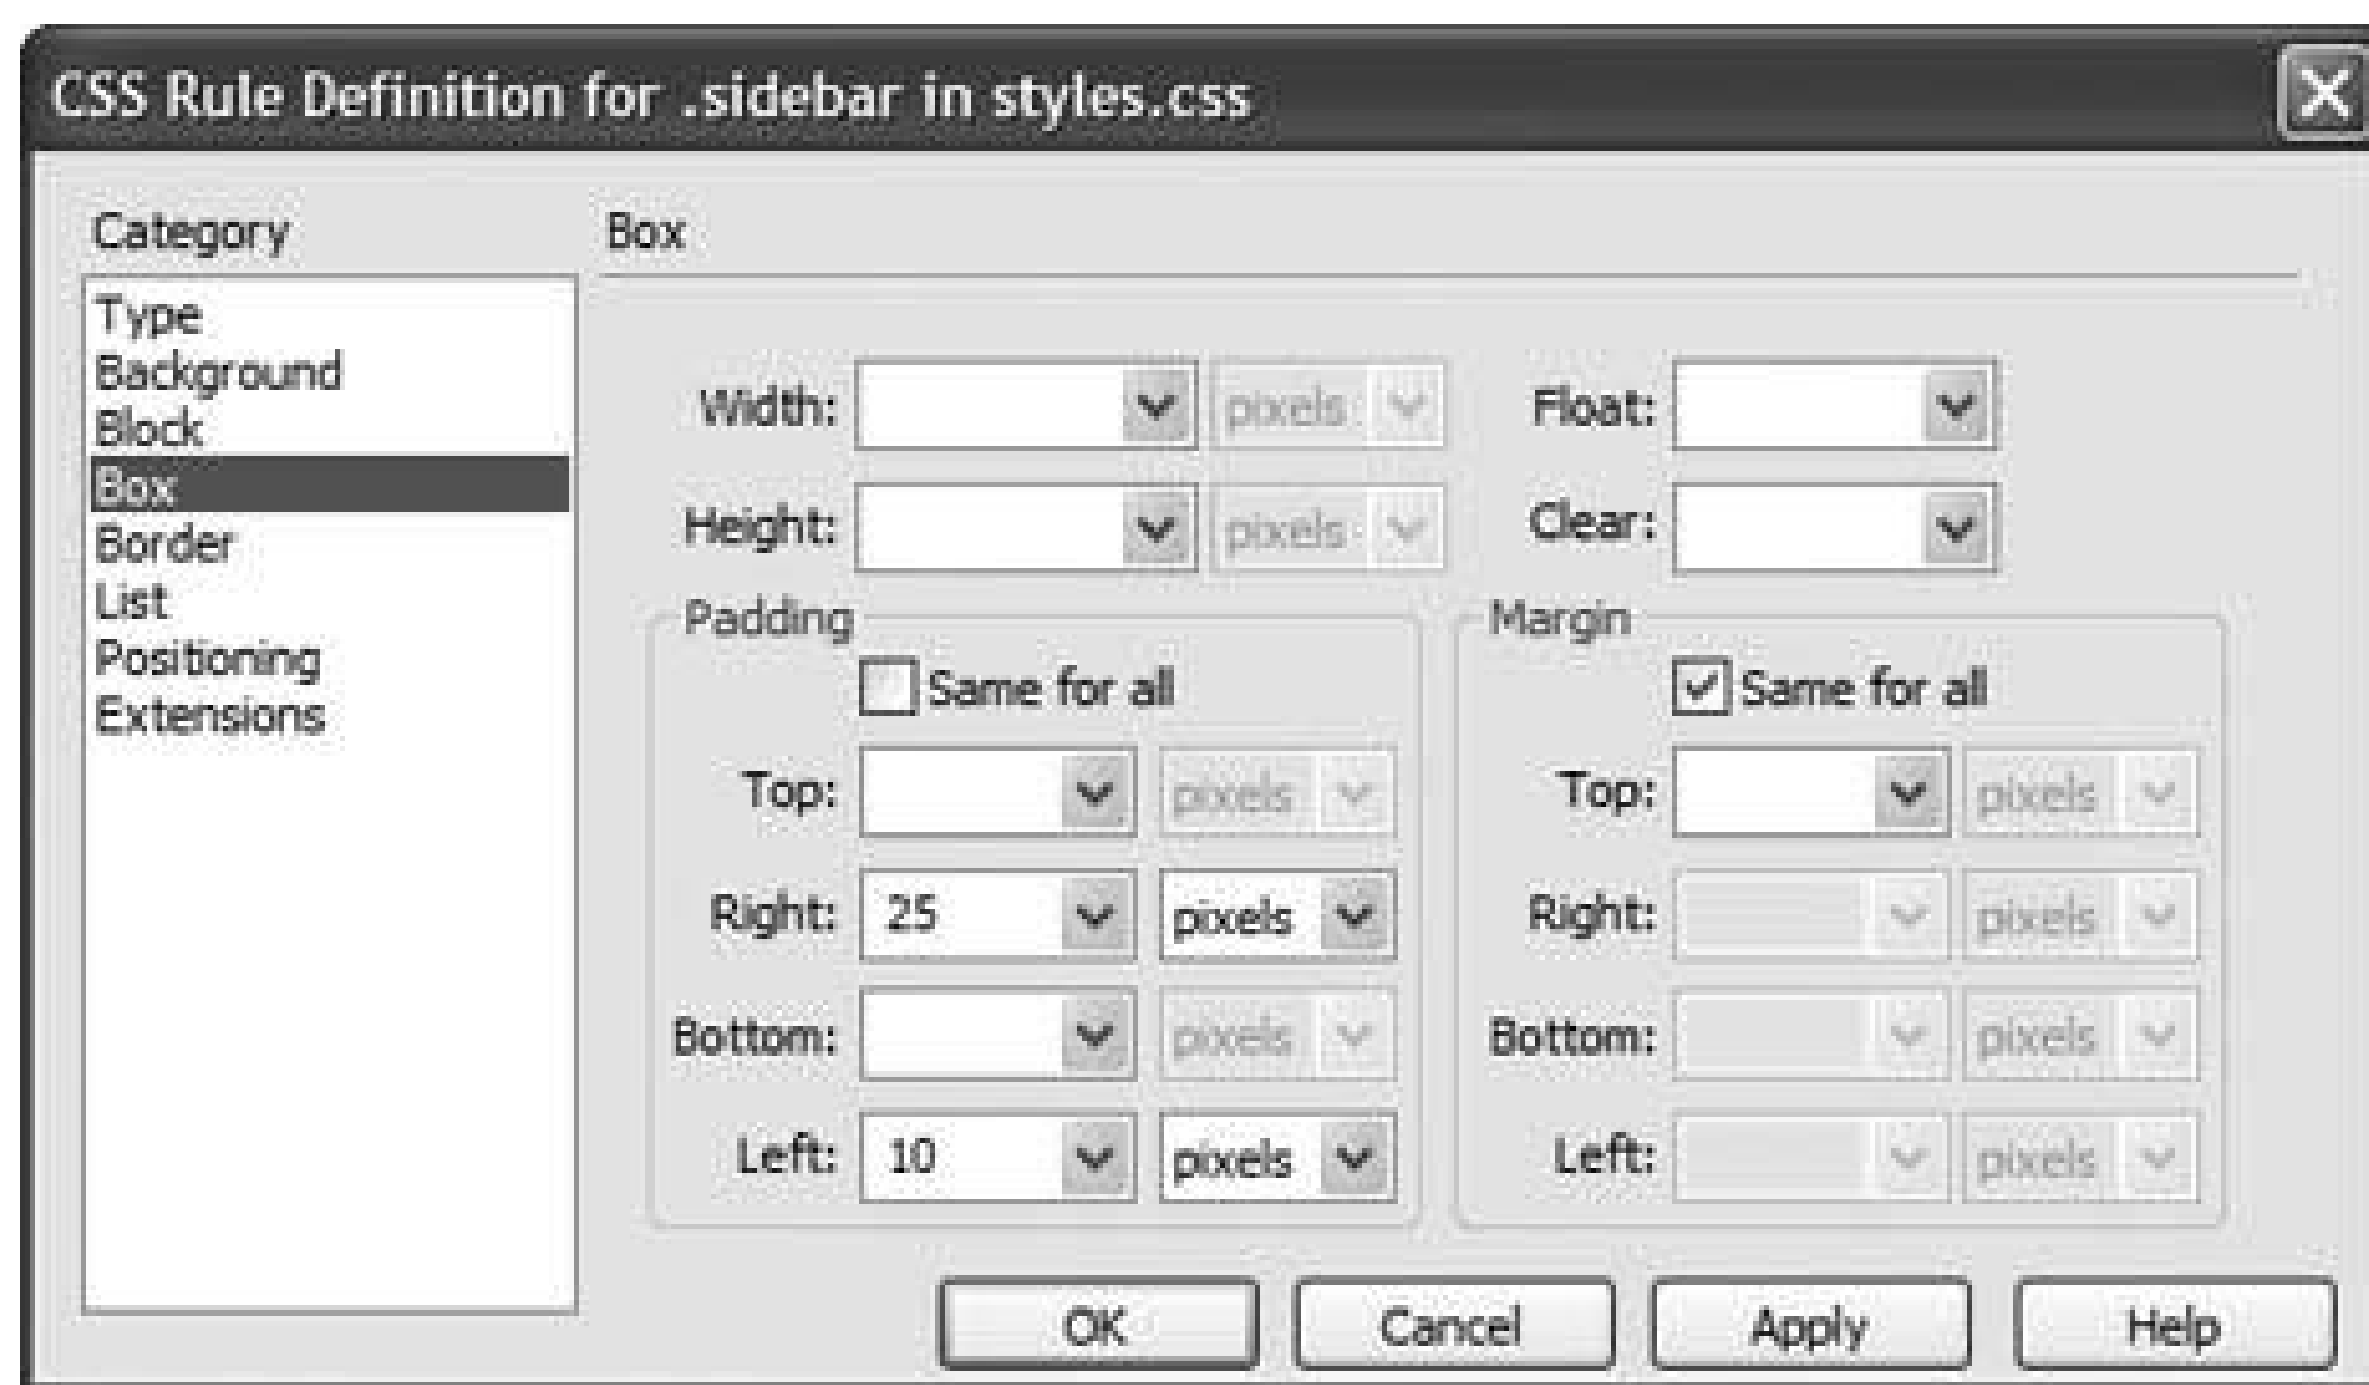 CSS Rule Definition for .sidebar in styles.css
Category
Type
Background
Block
Box
Border
List
Positioning
Extensions
Box
Width: pixels Float:
Height: pixels Clear:
Padding
Same for all
Top: pixels
Right: 25 pixels
Bottom: pixels
Left: 10 pixels
Margin
Same for all
Top: pixels
Right: pixels
Bottom: pixels
Left: pixels
OK Cancel Apply Help